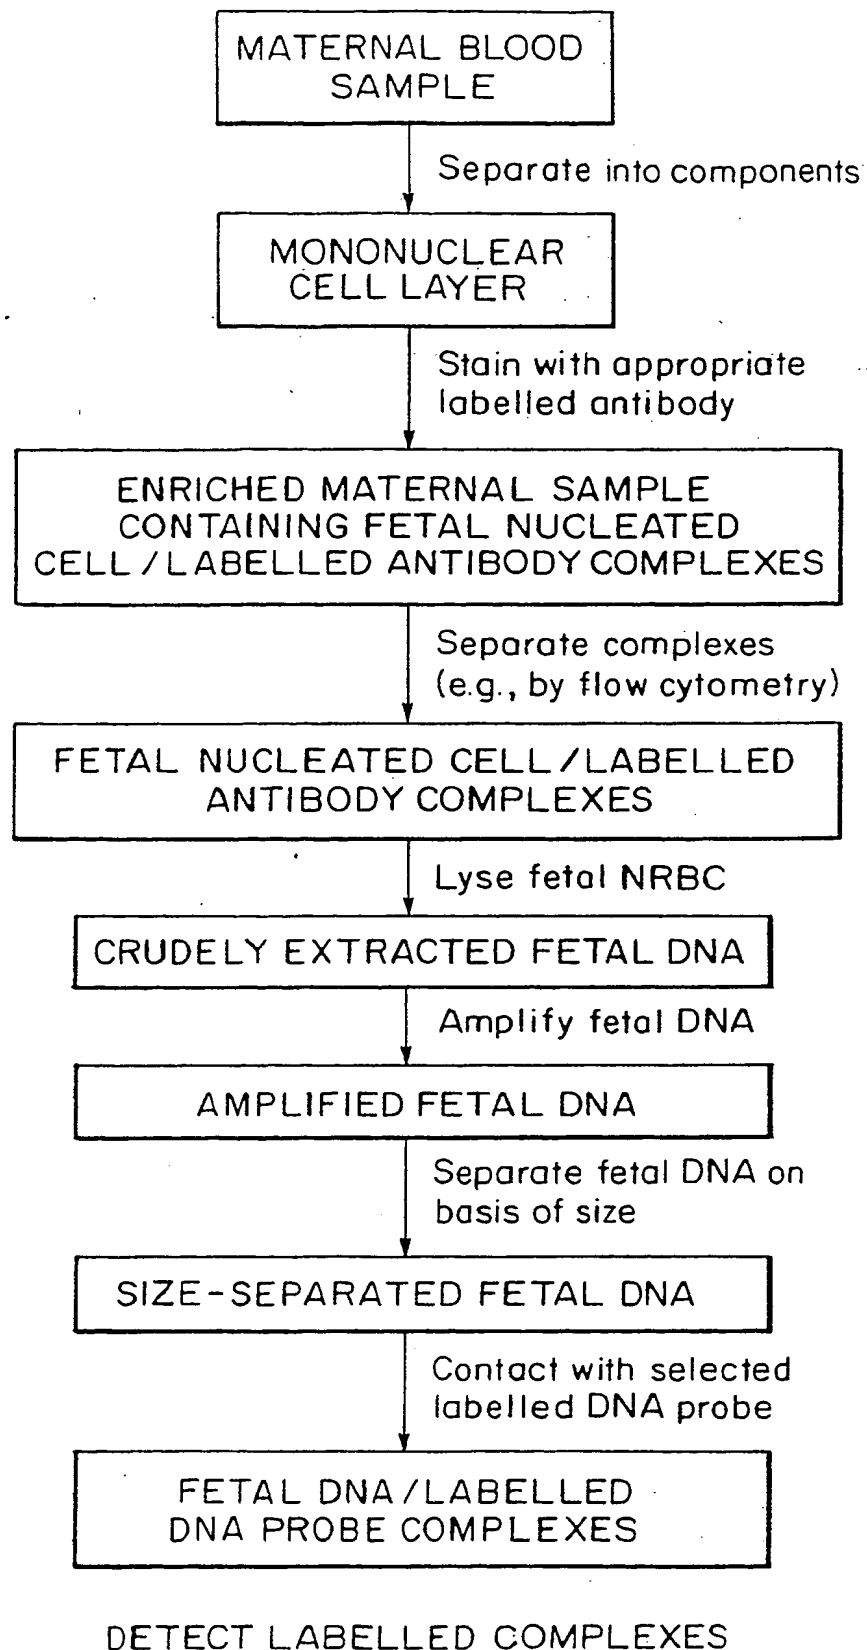 MATERNAL BLOOD
SAMPLE
Separate into components
MONONUCLEAR
CELL LAYER
Stain with appropriate
labelled antibody
ENRICHED MATERNAL SAMPLE
CONTAINING FETAL NUCLEATED
CELL/LABELLED ANTIBODY COMPLEXES
Separate complexes
(e.g., by flow cytometry)
FETAL NUCLEATED CELL/LABELLED
ANTIBODY COMPLEXES
Lyse fetal NRBC
CRUDELY EXTRACTED FETAL DNA
Amplify fetal DNA
AMPLIFIED FETAL DNA
Separate fetal DNA on
basis of size
SIZE-SEPARATED FETAL DNA
Contact with selected
labelled DNA probe
FETAL DNA/LABELLED
DNA PROBE COMPLEXES
DETECT LABELLED COMPLEXES